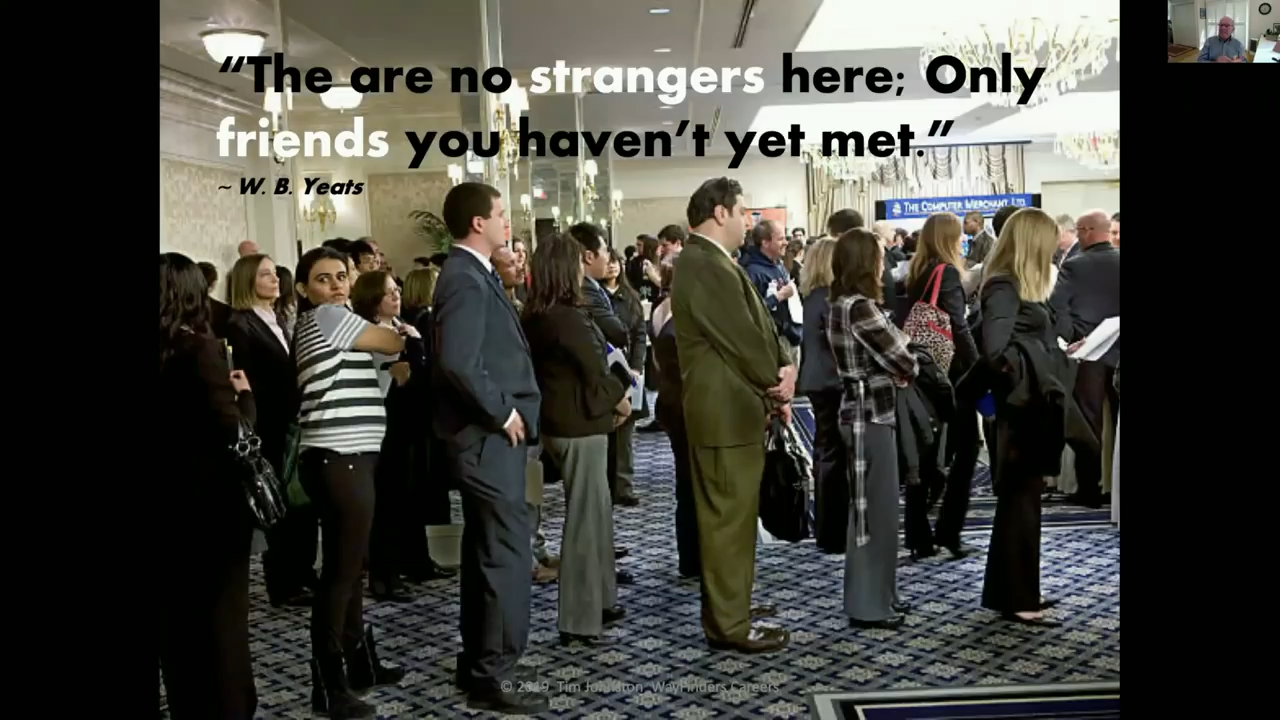 “The are no strangers here; Only
friends you haven’t yet met.”
~ W. B. Yeats
THE COMPUTER MERCHANT, LTD.
© 2019 Tim Johnston, WayFinders Careers